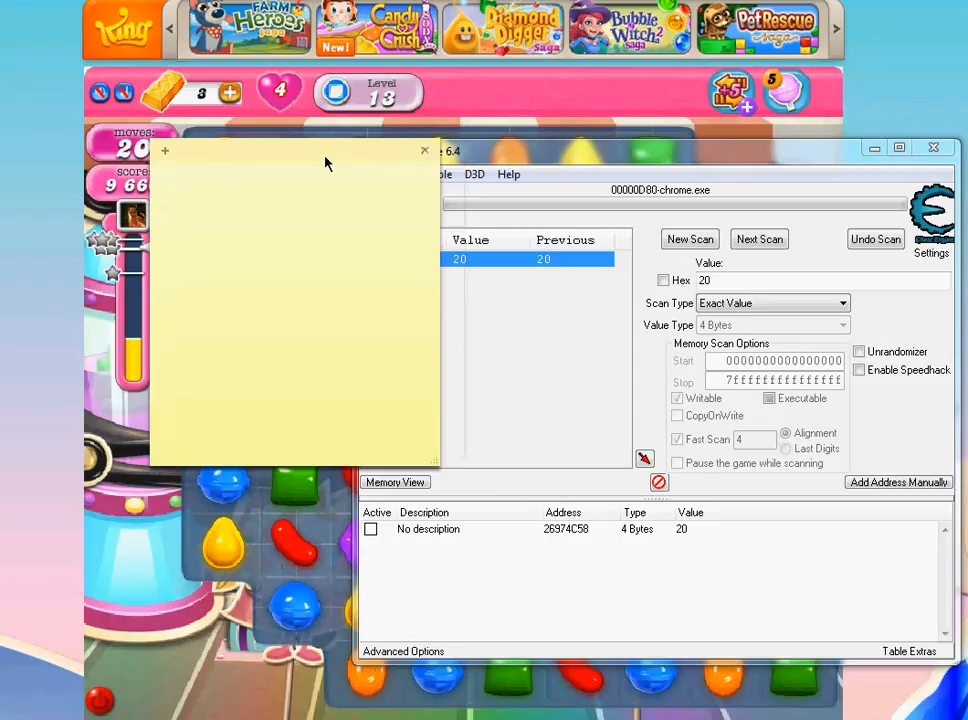 King
FARM
Heroes
saga
New!
Candy
Crush
SODA
Diamond
Digger
Saga
Bubble
Witch 2
saga
Pet Rescue
Saga
3
4
Level
13
+5
5
moves:
20
score:
9 66
6.4
ble D3D Help
00000D80-chrome.exe
Value Previous
20 20
New Scan Next Scan Undo Scan
Settings
Value:
Hex 20
Scan Type Exact Value
Value Type 4 Bytes
Memory Scan Options
Start 0000000000000000
Stop 7fffffffffffffff
Writable Executable
CopyOnWrite
Fast Scan 4 Alignment
Last Digits
Pause the game while scanning
Unrandomizer
Enable Speedhack
Memory View Add Address Manually
Active Description Address Type Value
No description 26974C58 4 Bytes 20
Advanced Options Table Extras